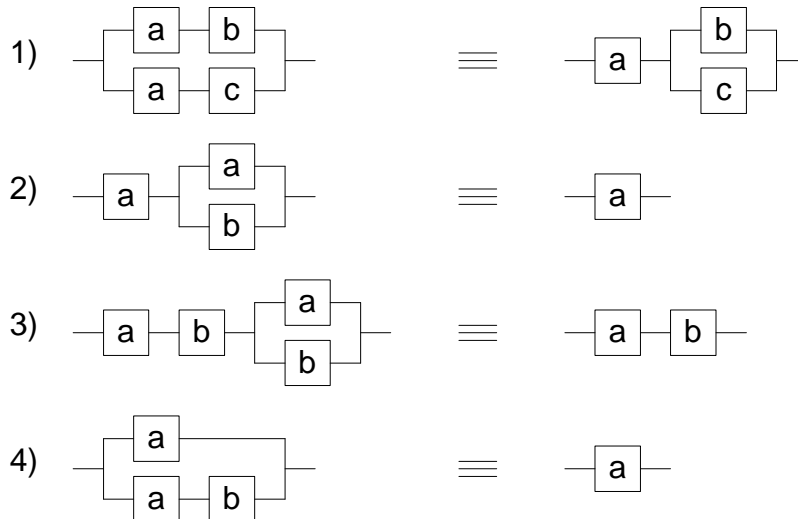 a b b
1) ≡ a
a c c
a
2) a ≡ a
b
a
3) a b ≡ a b
b
a
4) ≡ a
a b